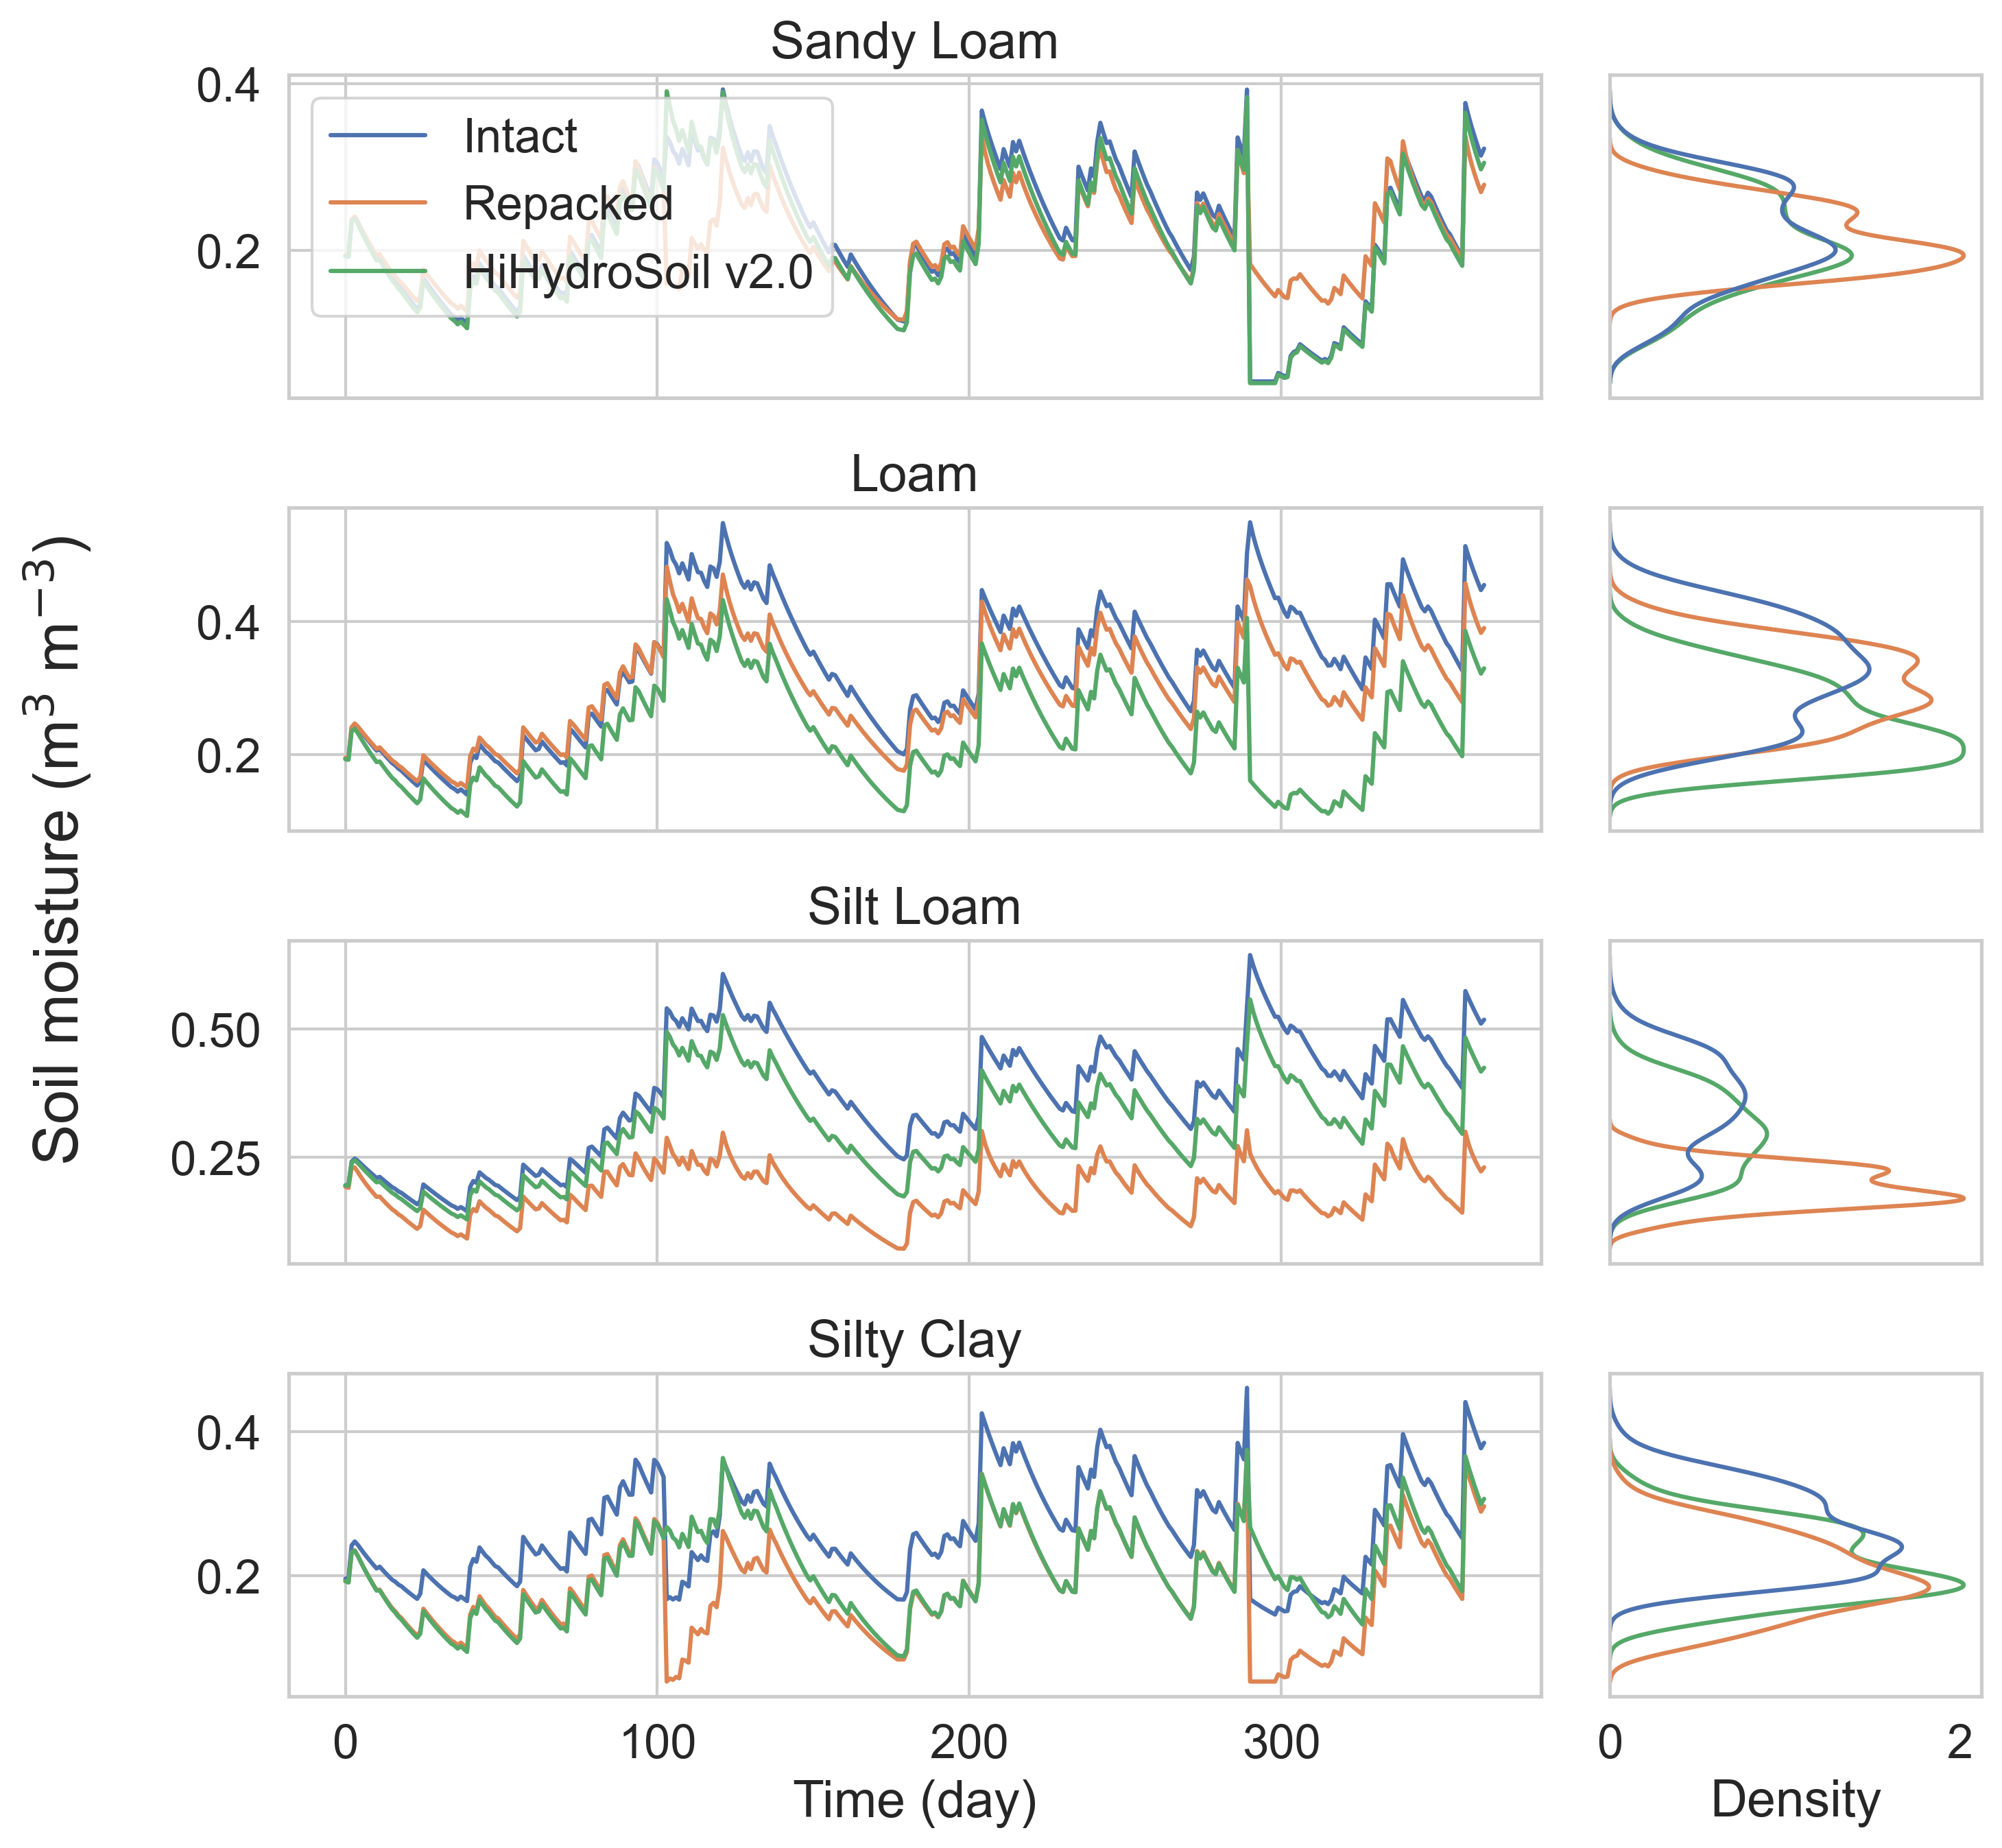 Sandy Loam
0.4
0.2
Intact
Repacked
HiHydroSoil v2.0
Loam
0.4
0.2
Soil moisture (m³ m⁻³)
Silt Loam
0.50
0.25
Silty Clay
0.4
0.2
0 100 200 300 0 2
Time (day) Density